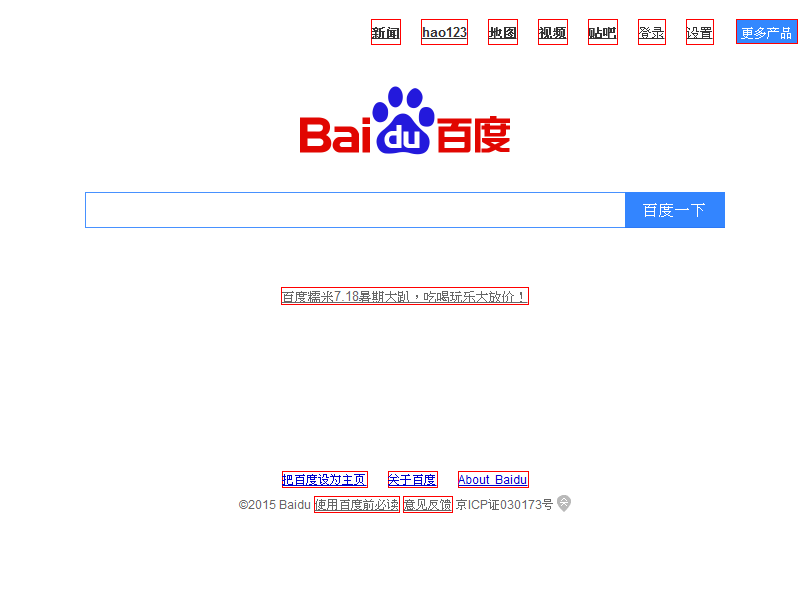 新闻 hao123 地图 视频 贴吧 登录 设置 更多产品
Bai du 百度
百度一下
百度糯米7.18暑期大趴，吃喝玩乐大放价！
把百度设为主页 关于百度 About Baidu
©2015 Baidu 使用百度前必读 意见反馈 京ICP证030173号